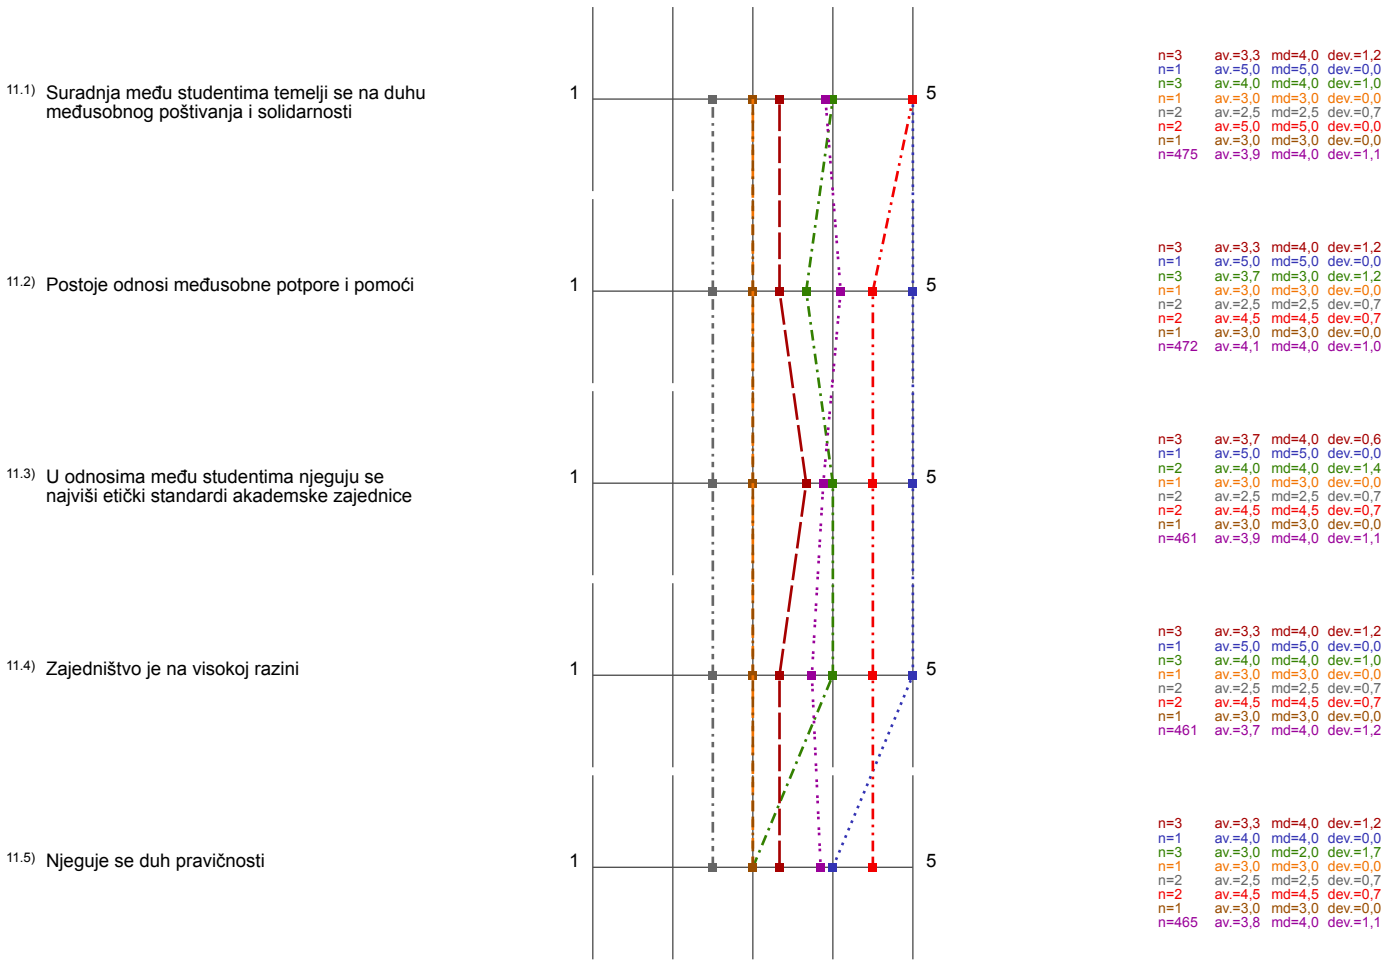 11.1) Suradnja među studentima temelji se na duhu
međusobnog poštivanja i solidarnosti
1 5
n=3 av.=3,3 md=4,0 dev.=1,2
n=1 av.=5,0 md=5,0 dev.=0,0
n=3 av.=4,0 md=4,0 dev.=1,0
n=1 av.=3,0 md=3,0 dev.=0,0
n=2 av.=2,5 md=2,5 dev.=0,7
n=2 av.=5,0 md=5,0 dev.=0,0
n=1 av.=3,0 md=3,0 dev.=0,0
n=475 av.=3,9 md=4,0 dev.=1,1
11.2) Postoje odnosi međusobne potpore i pomoći
1 5
n=3 av.=3,3 md=4,0 dev.=1,2
n=1 av.=5,0 md=5,0 dev.=0,0
n=3 av.=3,7 md=3,0 dev.=1,2
n=1 av.=3,0 md=3,0 dev.=0,0
n=2 av.=2,5 md=2,5 dev.=0,7
n=2 av.=4,5 md=4,5 dev.=0,7
n=1 av.=3,0 md=3,0 dev.=0,0
n=472 av.=4,1 md=4,0 dev.=1,0
11.3) U odnosima među studentima njeguju se
najviši etički standardi akademske zajednice
1 5
n=3 av.=3,7 md=4,0 dev.=0,6
n=1 av.=5,0 md=5,0 dev.=0,0
n=2 av.=4,0 md=4,0 dev.=1,4
n=1 av.=3,0 md=3,0 dev.=0,0
n=2 av.=2,5 md=2,5 dev.=0,7
n=2 av.=4,5 md=4,5 dev.=0,7
n=1 av.=3,0 md=3,0 dev.=0,0
n=461 av.=3,9 md=4,0 dev.=1,1
11.4) Zajedništvo je na visokoj razini
1 5
n=3 av.=3,3 md=4,0 dev.=1,2
n=1 av.=5,0 md=5,0 dev.=0,0
n=3 av.=4,0 md=4,0 dev.=1,0
n=1 av.=3,0 md=3,0 dev.=0,0
n=2 av.=2,5 md=2,5 dev.=0,7
n=2 av.=4,5 md=4,5 dev.=0,7
n=1 av.=3,0 md=3,0 dev.=0,0
n=461 av.=3,7 md=4,0 dev.=1,2
11.5) Njeguje se duh pravičnosti
1 5
n=3 av.=3,3 md=4,0 dev.=1,2
n=1 av.=4,0 md=4,0 dev.=0,0
n=3 av.=3,0 md=2,0 dev.=1,7
n=1 av.=3,0 md=3,0 dev.=0,0
n=2 av.=2,5 md=2,5 dev.=0,7
n=2 av.=4,5 md=4,5 dev.=0,7
n=1 av.=3,0 md=3,0 dev.=0,0
n=465 av.=3,8 md=4,0 dev.=1,1